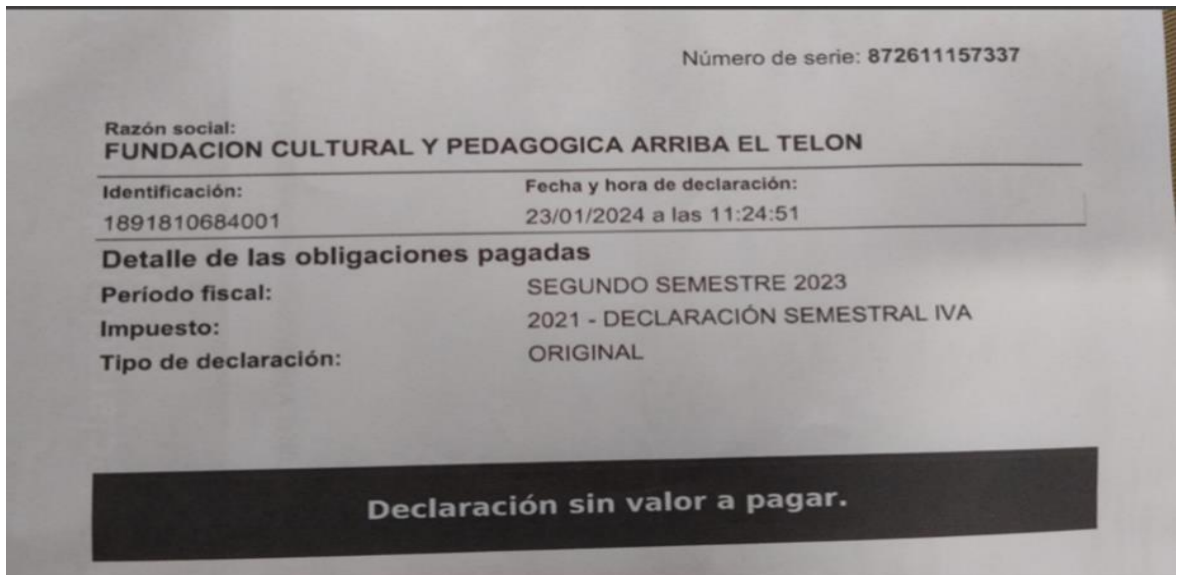 Número de serie: 872611157337
Razón social:
FUNDACION CULTURAL Y PEDAGOGICA ARRIBA EL TELON
Identificación:
Fecha y hora de declaración:
1891810684001
23/01/2024 a las 11:24:51
Detalle de las obligaciones pagadas
Período fiscal:
SEGUNDO SEMESTRE 2023
Impuesto:
2021 - DECLARACIÓN SEMESTRAL IVA
Tipo de declaración:
ORIGINAL
Declaración sin valor a pagar.